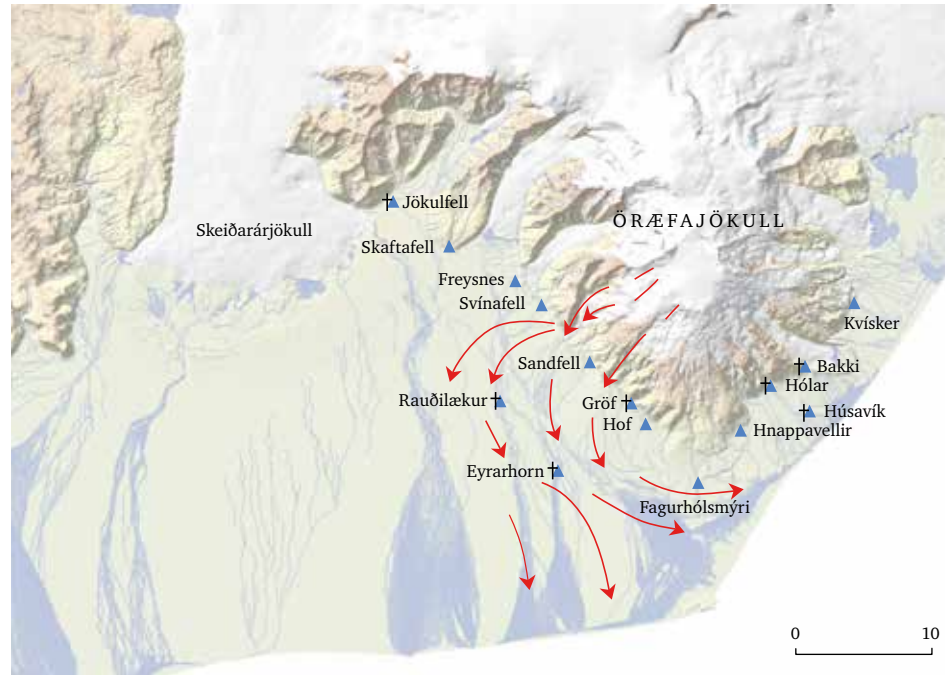 Jökulfell
ÖRÆFAJÖKULL
Skeiðarárjökull
Skaftafell
Freysnes
Svínafell
Kvísker
Sandfell
Bakki
Hólar
Rauðilækur
Gröf
Húsavík
Hof
Hnappavellir
Eyrarhorn
Fagurhólsmýri
0 10